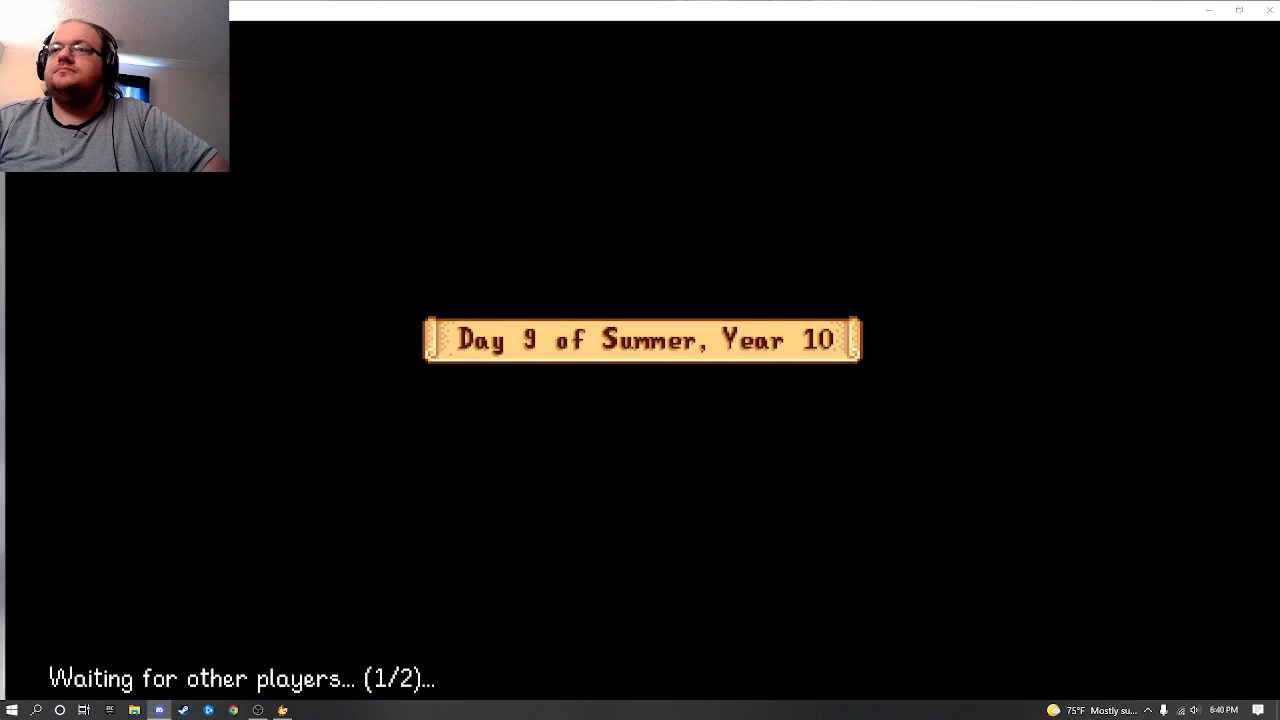 Day 9 of Summer, Year 10
Waiting for other players... (1/2)...
75°F Mostly su... 6:40 PM